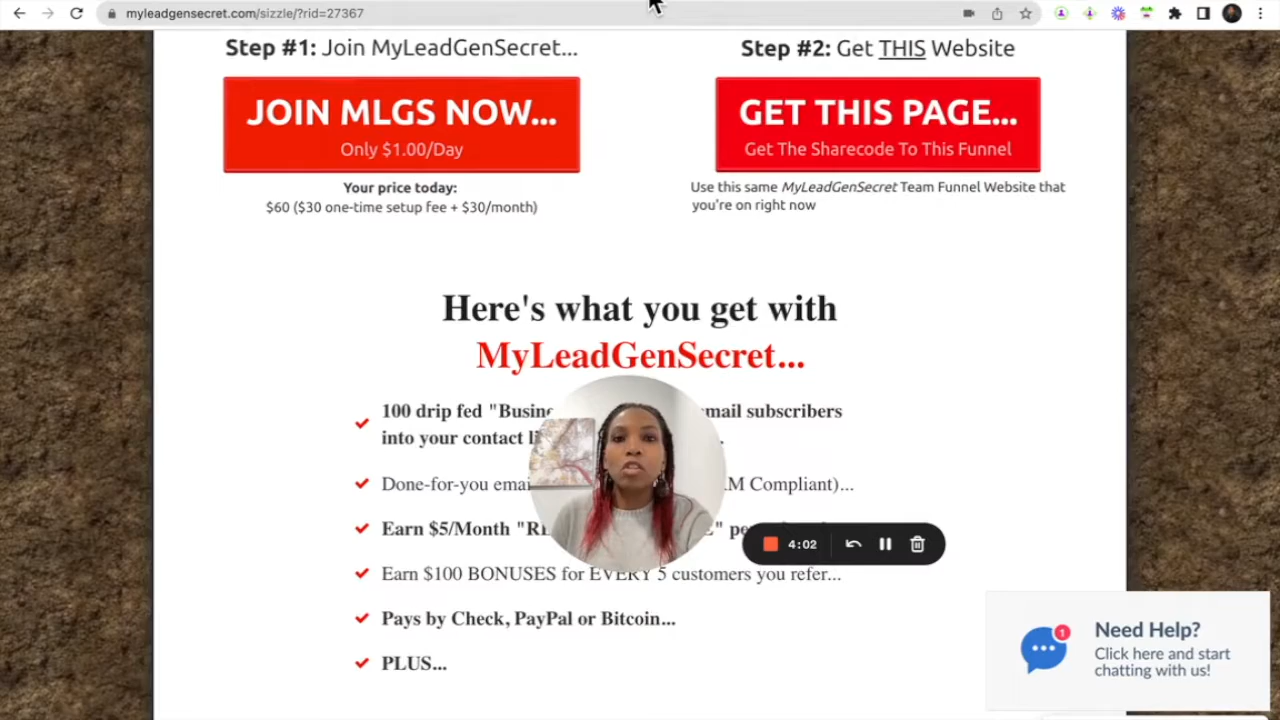 myleadgensecret.com/sizzle/?rid=27367
Step #1: Join MyLeadGenSecret...
JOIN MLGS NOW...
Only $1.00/Day
Your price today:
$60 ($30 one-time setup fee + $30/month)
Step #2: Get THIS Website
GET THIS PAGE...
Get The Sharecode To This Funnel
Use this same MyLeadGenSecret Team Funnel Website that
you're on right now
Here's what you get with
MyLeadGenSecret...
100 drip fed "Busine email subscribers
into your contact
Done-for-you M Compliant)...
Earn $5/Month
4:02
Earn $100 BONUSES for EVERY 5 customers you refer...
Pays by Check, PayPal or Bitcoin...
PLUS...
1
Need Help?
Click here and start
chatting with us!